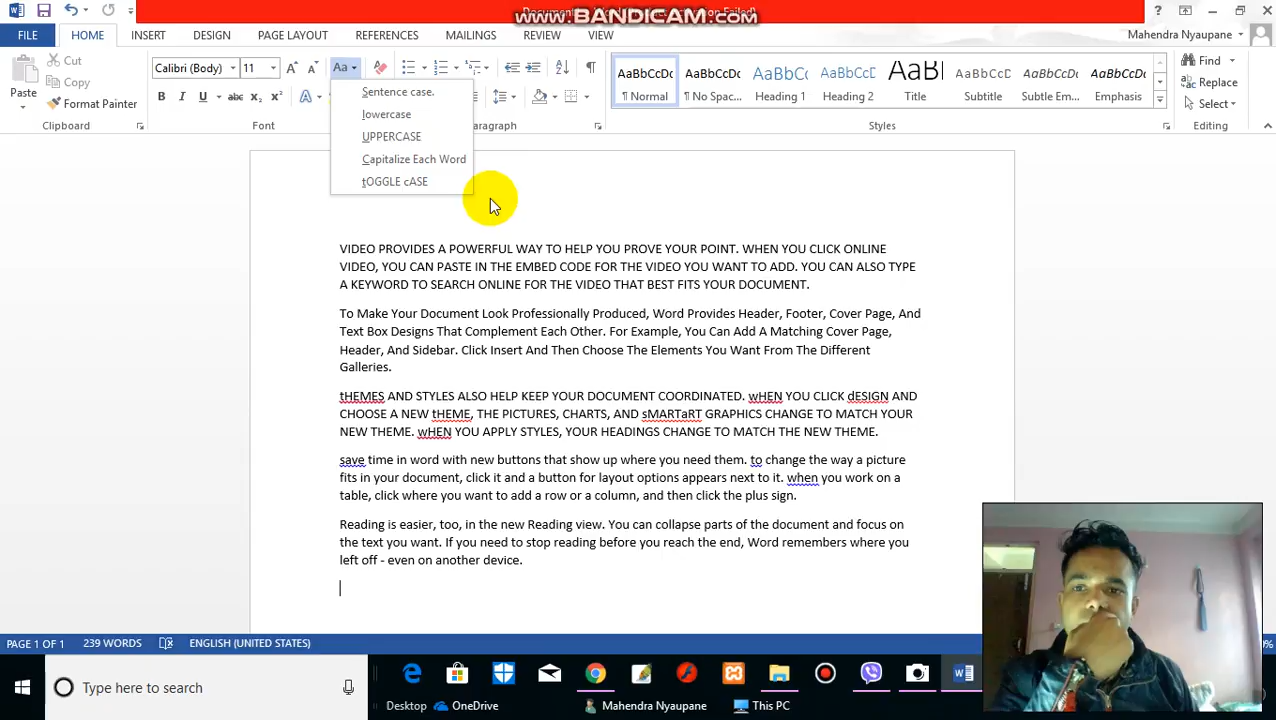 www.BANDICAM.com
FILE HOME INSERT DESIGN PAGE LAYOUT REFERENCES MAILINGS REVIEW VIEW Mahendra Nyaupane
Paste Cut Copy Format Painter
Clipboard
Calibri (Body) 11 Aa
B I U abc X₂ X² A
Font
Sentence case.
lowercase
UPPERCASE
Capitalize Each Word
tOGGLE cASE
Paragraph
AaBbCcDc AaBbCcDc AaBbCc AaBbCcC AaBI AaBbCcD AaBbCcDc AaBbCcDc
¶ Normal ¶ No Spac... Heading 1 Heading 2 Title Subtitle Subtle Em... Emphasis
Styles
Find
Replace
Select
Editing
VIDEO PROVIDES A POWERFUL WAY TO HELP YOU PROVE YOUR POINT. WHEN YOU CLICK ONLINE
VIDEO, YOU CAN PASTE IN THE EMBED CODE FOR THE VIDEO YOU WANT TO ADD. YOU CAN ALSO TYPE
A KEYWORD TO SEARCH ONLINE FOR THE VIDEO THAT BEST FITS YOUR DOCUMENT.
To Make Your Document Look Professionally Produced, Word Provides Header, Footer, Cover Page, And
Text Box Designs That Complement Each Other. For Example, You Can Add A Matching Cover Page,
Header, And Sidebar. Click Insert And Then Choose The Elements You Want From The Different
Galleries.
tHEMES AND STYLES ALSO HELP KEEP YOUR DOCUMENT COORDINATED. wHEN YOU CLICK dESIGN AND
CHOOSE A NEW tHEME, THE PICTURES, CHARTS, AND sMARTaRT GRAPHICS CHANGE TO MATCH YOUR
NEW THEME. wHEN YOU APPLY STYLES, YOUR HEADINGS CHANGE TO MATCH THE NEW THEME.
save time in word with new buttons that show up where you need them. to change the way a picture
fits in your document, click it and a button for layout options appears next to it. when you work on a
table, click where you want to add a row or a column, and then click the plus sign.
Reading is easier, too, in the new Reading view. You can collapse parts of the document and focus on
the text you want. If you need to stop reading before you reach the end, Word remembers where you
left off - even on another device.
PAGE 1 OF 1 239 WORDS ENGLISH (UNITED STATES)
Type here to search
Desktop OneDrive Mahendra Nyaupane This PC